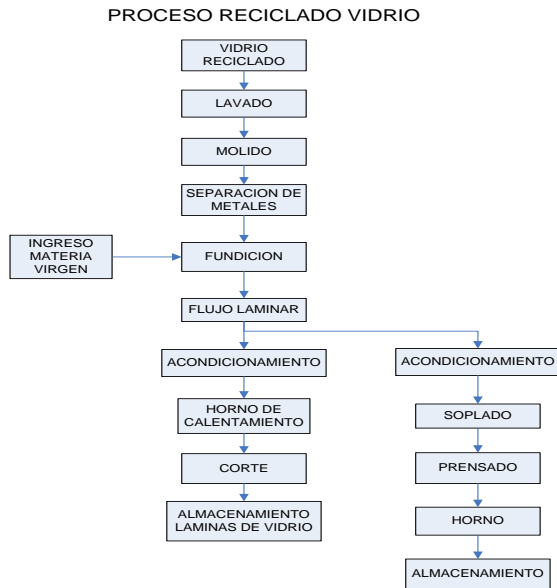 PROCESO RECICLADO VIDRIO
VIDRIO
RECICLADO
LAVADO
MOLIDO
SEPARACION DE
METALES
INGRESO
MATERIA
VIRGEN
FUNDICION
FLUJO LAMINAR
ACONDICIONAMIENTO
HORNO DE
CALENTAMIENTO
CORTE
ALMACENAMIENTO
LAMINAS DE VIDRIO
ACONDICIONAMIENTO
SOPLADO
PRENSADO
HORNO
ALMACENAMIENTO